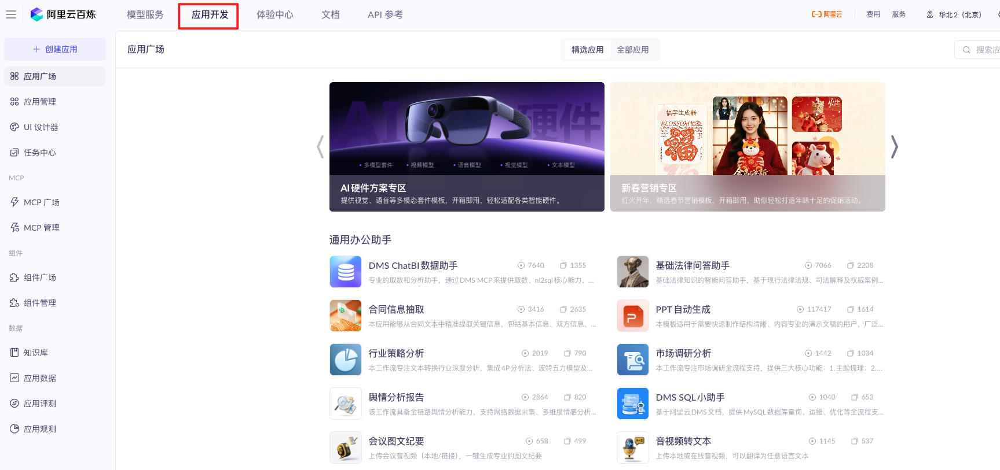 阿里云百炼
模型服务
应用开发
体验中心
文档
API 参考
阿里云
费用
服务
华北2（北京）
创建应用
应用广场
应用管理
UI 设计器
任务中心
MCP
MCP 广场
MCP 管理
组件
组件广场
组件管理
数据
知识库
应用数据
应用评测
应用观测
应用广场
精选应用
全部应用
搜索应
AI 硬件
• 多模型套件 • 视频模型 • 语音模型 • 视觉模型 • 文本模型
AI 硬件方案专区
提供视觉、语音等多模态套件模板，开箱即用，轻松适配各类智能硬件。
福字生成器
BLOSSOM福至
福
新春营销专区
红火开年，精选春节营销模板，开箱即用，助你轻松打造年味十足的促销活动。
通用办公助手
DMS ChatBI 数据助手 7640 1355
专业的取数和分析助手，通过 DMS MCP 来提供取数、nl2sql 核心能力，...
基础法律问答助手 7066 2208
基础法律知识的智能问答助手，基于现行法律法规、司法解释及权威案例...
合同信息抽取 3416 2635
本应用能够从合同文本中精准提取关键信息，包括基本信息、双方信息、...
PPT 自动生成 117417 1614
本模板适用于需要快速制作结构清晰、内容专业的演示文稿的用户，广泛...
行业策略分析 2019 790
本工作流专注文本转换行业深度分析，集成 4P 分析法、波特五力模型及...
市场调研分析 1442 1034
本工作流专注市场调研全流程支持，提供三大核心功能：1. 主题梳理；2....
舆情分析报告 2864 820
该工作流具备全链路舆情分析能力，支持网络数据采集、多维度情感分析...
DMS SQL 小助手 1040 653
基于阿里云 DMS 文档，提供 MySQL 数据库查询、运维、优化等全流程支...
会议图文纪要 658 499
上传会议音视频（本地/链接），一键生成专业的图文纪要
音视频转文本 1145 537
上传本地或在线音视频，可以翻译为任意语言文本